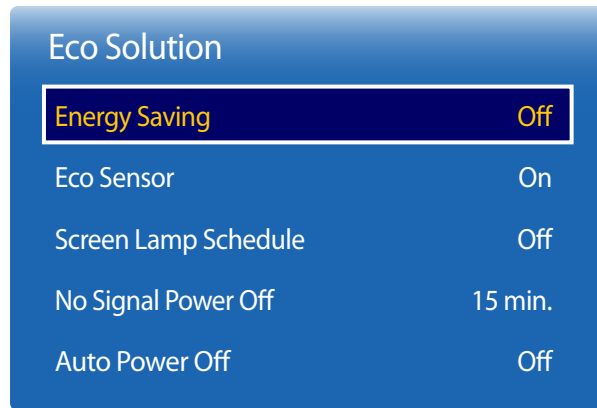 Eco Solution
Energy Saving Off
Eco Sensor On
Screen Lamp Schedule Off
No Signal Power Off 15 min.
Auto Power Off Off